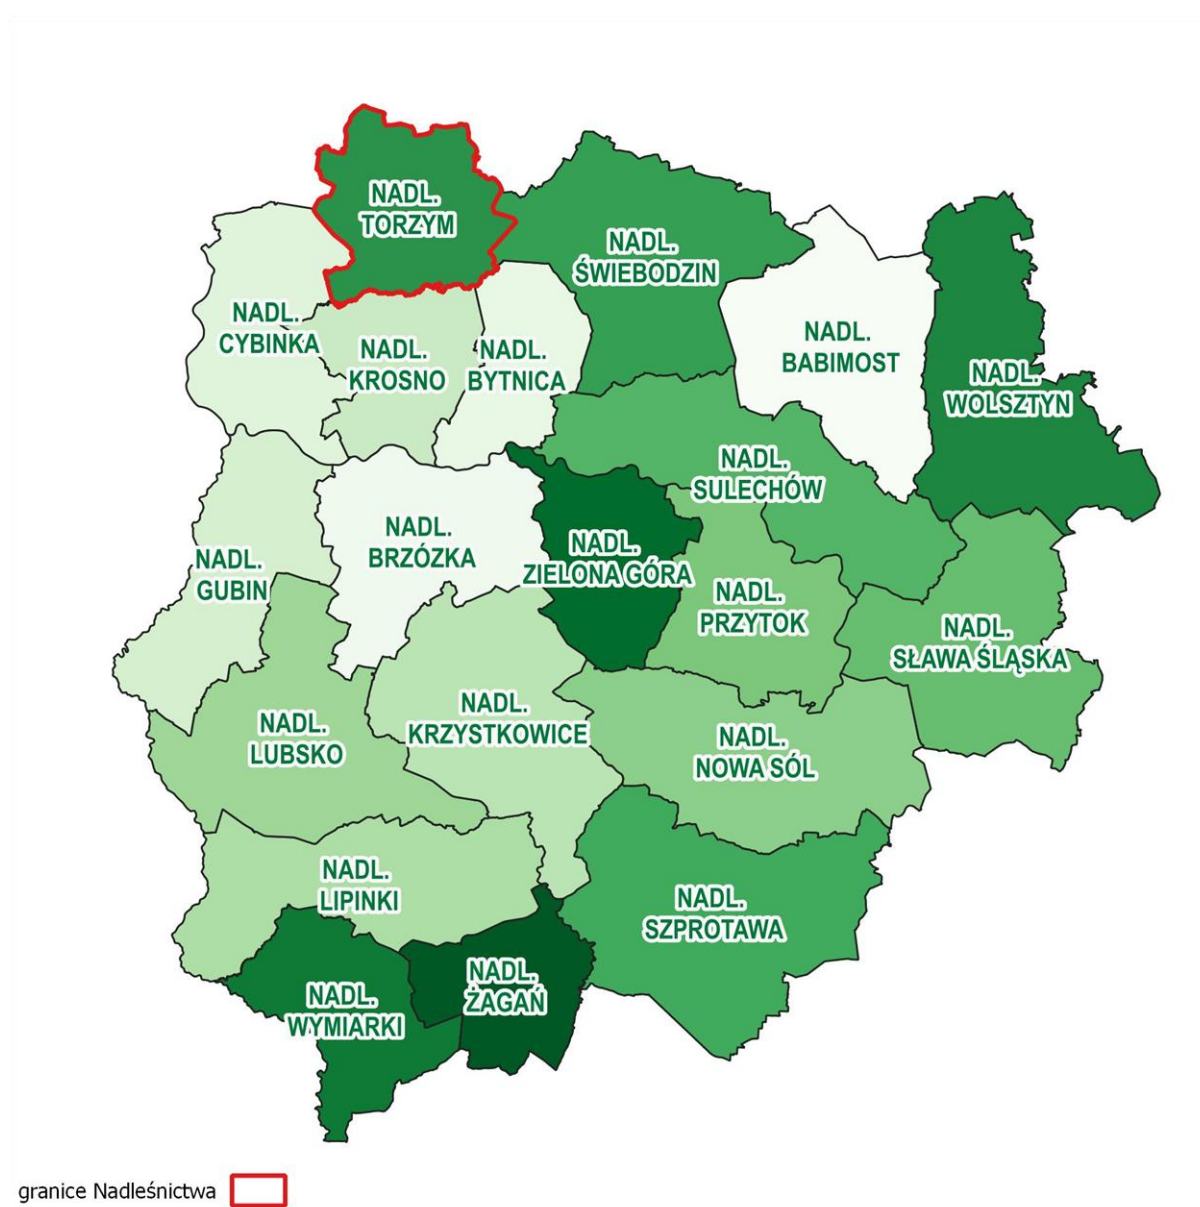 NADL.
TORZYM
NADL.
ŚWIEBODZIN
NADL.
CYBINKA
NADL.
KROSNO
NADL.
BYTNICA
NADL.
BABIMOST
NADL.
WOLSZTYN
NADL.
SULECHÓW
NADL.
BRZÓZKA
NADL.
ZIELONA GÓRA
NADL.
GUBIN
NADL.
PRZYTOK
NADL.
SŁAWA ŚLĄSKA
NADL.
KRZYSTKOWICE
NADL.
LUBSKO
NADL.
NOWA SÓL
NADL.
LIPINKI
NADL.
SZPROTAWA
NADL.
ŻAGAŃ
NADL.
WYMIARKI
granice Nadleśnictwa